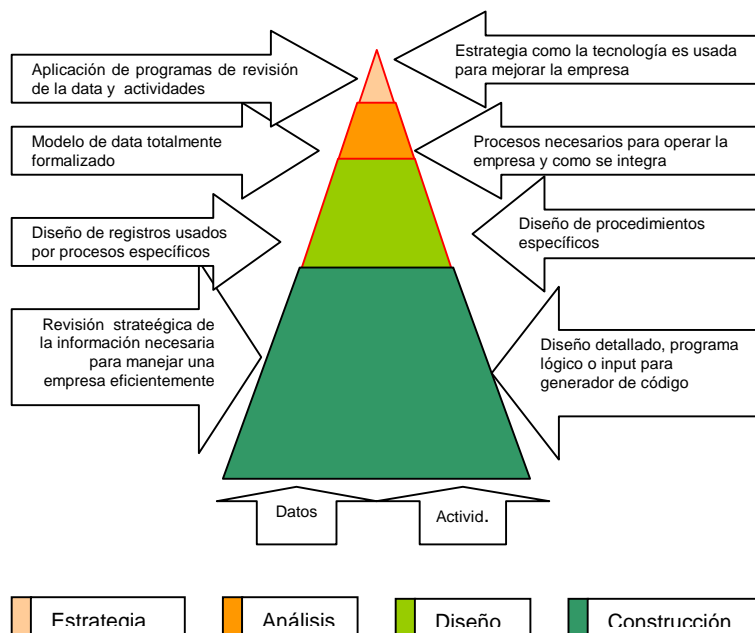 Aplicación de programas de revisión
de la data y  actividades
Estrategia como la tecnología es usada
para mejorar la empresa
Modelo de data totalmente
formalizado
Procesos necesarios para operar la
empresa y como se integra
Diseño de registros usados
por procesos específicos
Diseño de procedimientos
específicos
Revisión  strateégica de
la información necesaria
para manejar una
empresa eficientemente
Diseño detallado, programa
lógico o input para
generador de código
Datos
Activid.
Estrategia
Análisis
Diseño
Construcción